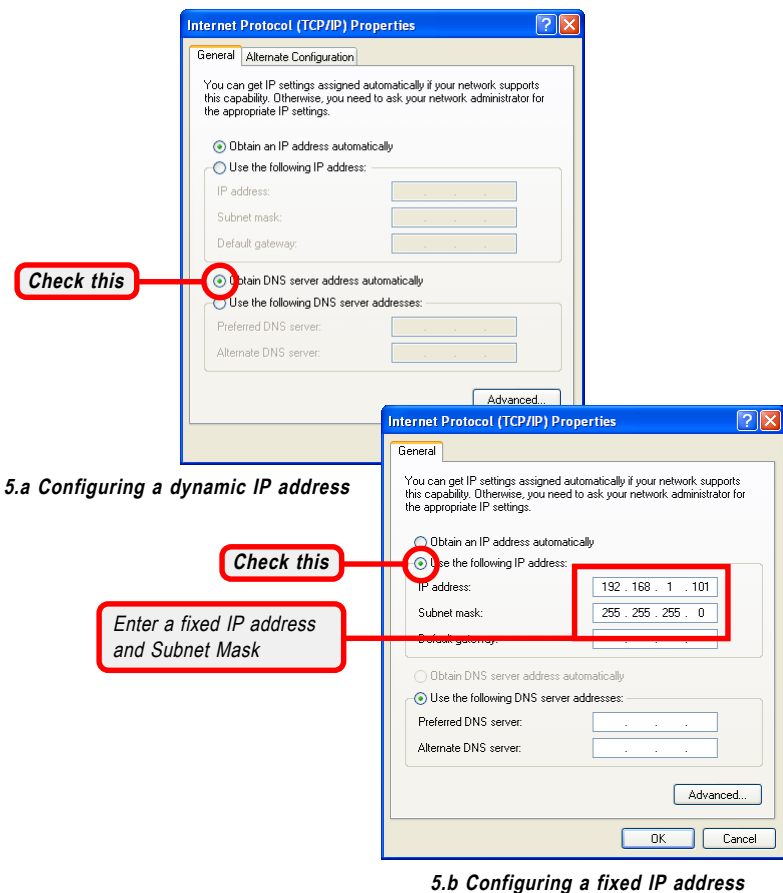 Internet Protocol (TCP/IP) Properties
General
Alternate Configuration
You can get IP settings assigned automatically if your network supports
this capability. Otherwise, you need to ask your network administrator for
the appropriate IP settings.
Obtain an IP address automatically
Use the following IP address:
IP address:
Subnet mask:
Default gateway:
Check this
Obtain DNS server address automatically
Use the following DNS server addresses:
Preferred DNS server:
Alternate DNS server:
Advanced...
5.a Configuring a dynamic IP address
Internet Protocol (TCP/IP) Properties
General
You can get IP settings assigned automatically if your network supports
this capability. Otherwise, you need to ask your network administrator for
the appropriate IP settings.
Obtain an IP address automatically
Check this
Use the following IP address:
IP address: 192 . 168 . 1 . 101
Subnet mask: 255 . 255 . 255 . 0
Enter a fixed IP address
and Subnet Mask
Default gateway:
Obtain DNS server address automatically
Use the following DNS server addresses:
Preferred DNS server:
Alternate DNS server:
Advanced...
OK Cancel
5.b Configuring a fixed IP address